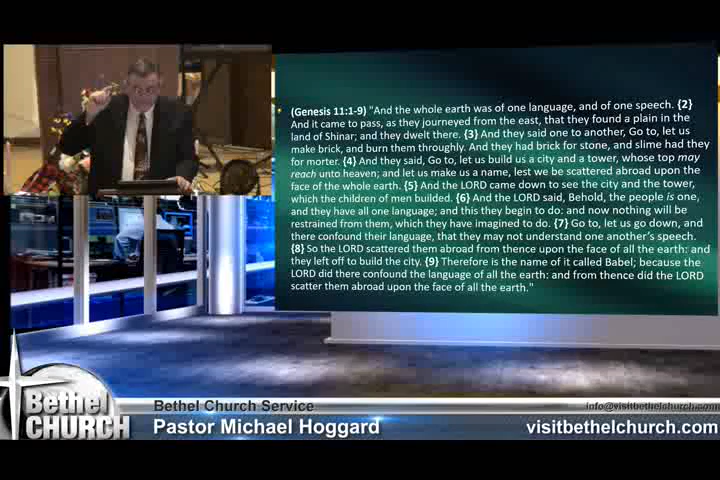 (Genesis 11:1-9) "And the whole earth was of one language, and of one speech. {2}
And it came to pass, as they journeyed from the east, that they found a plain in the
land of Shinar; and they dwelt there. {3} And they said one to another, Go to, let us
make brick, and burn them throughly. And they had brick for stone, and slime had they
for morter. {4} And they said, Go to, let us build us a city and a tower, whose top may
reach unto heaven; and let us make us a name, lest we be scattered abroad upon the
face of the whole earth. {5} And the LORD came down to see the city and the tower,
which the children of men builded. {6} And the LORD said, Behold, the people is one,
and they have all one language; and this they begin to do: and now nothing will be
restrained from them, which they have imagined to do. {7} Go to, let us go down, and
there confound their language, that they may not understand one another's speech.
{8} So the LORD scattered them abroad from thence upon the face of all the earth: and
they left off to build the city. {9} Therefore is the name of it called Babel; because the
LORD did there confound the language of all the earth: and from thence did the LORD
scatter them abroad upon the face of all the earth."
Bethel
CHURCH
Bethel Church Service
info@visitbethelchurch.com
Pastor Michael Hoggard
visitbethelchurch.com